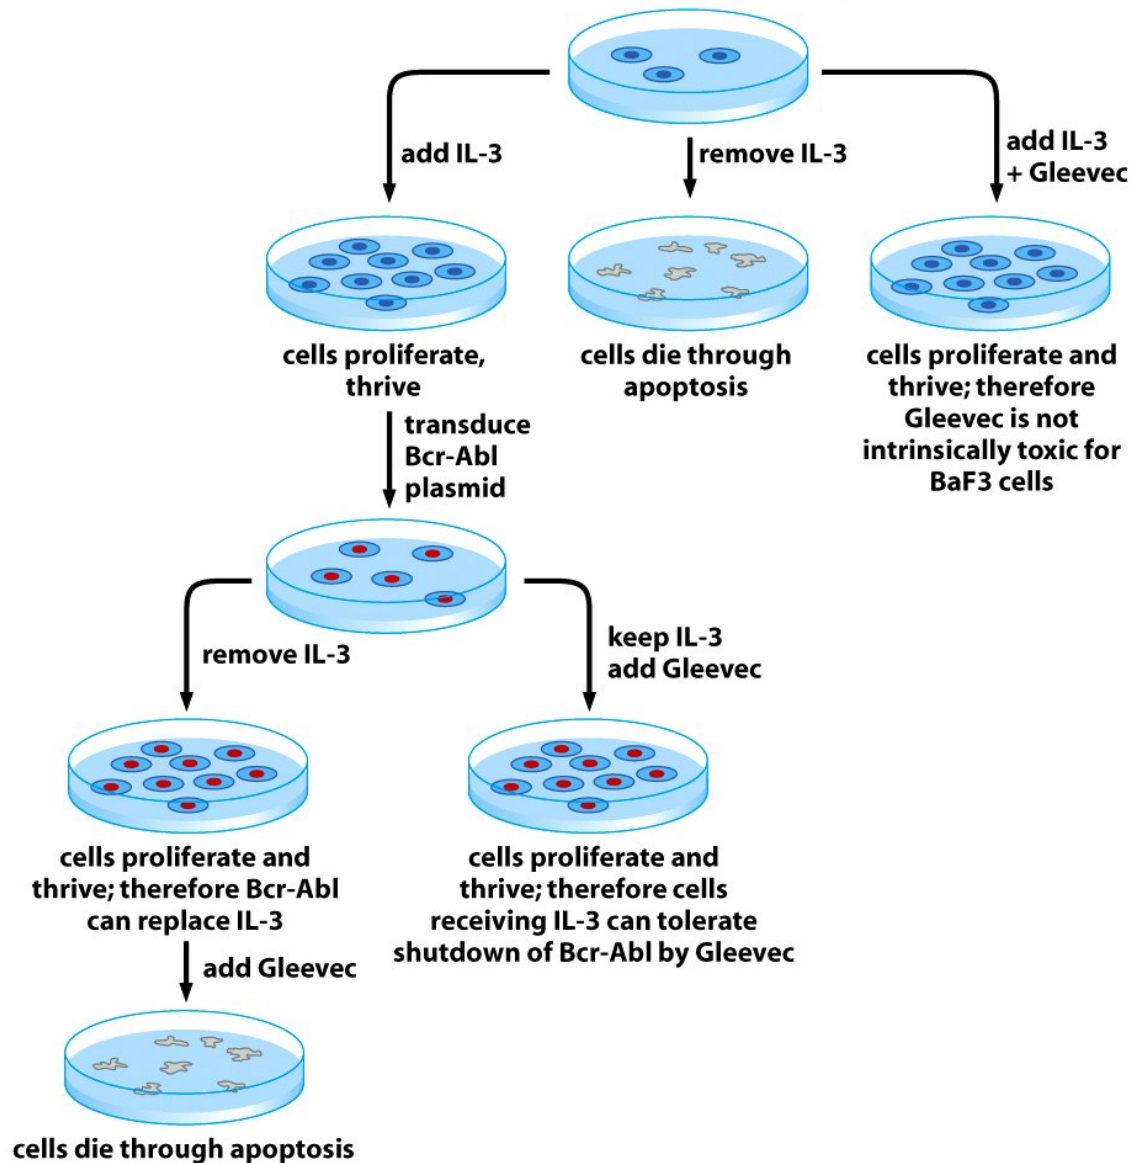 add IL-3
remove IL-3
add IL-3
+ Gleevec
cells proliferate,
thrive
cells die through
apoptosis
cells proliferate and
thrive; therefore
Gleevec is not
intrinsically toxic for
BaF3 cells
transduce
Bcr-Abl
plasmid
remove IL-3
keep IL-3
add Gleevec
cells proliferate and
thrive; therefore Bcr-Abl
can replace IL-3
cells proliferate and
thrive; therefore cells
receiving IL-3 can tolerate
shutdown of Bcr-Abl by Gleevec
add Gleevec
cells die through apoptosis